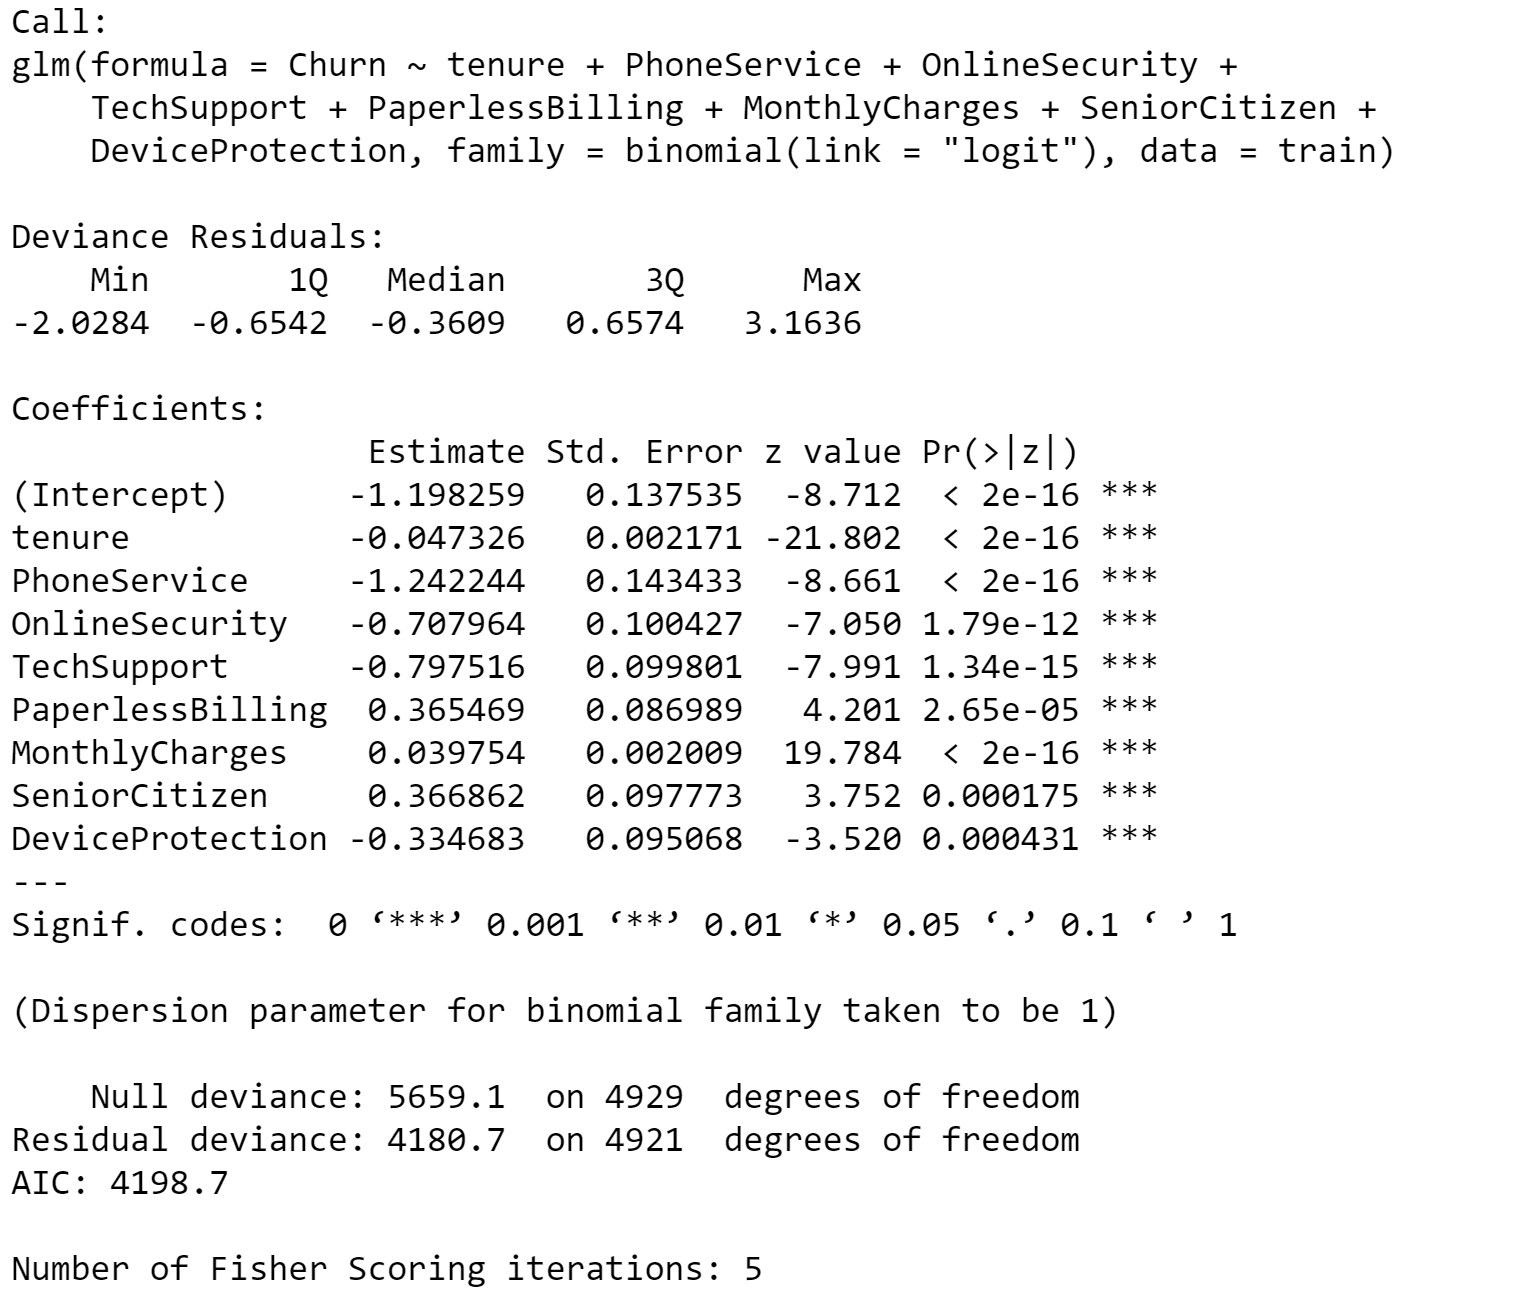 Call:
glm(formula = Churn ~ tenure + PhoneService + OnlineSecurity +
    TechSupport + PaperlessBilling + MonthlyCharges + SeniorCitizen +
    DeviceProtection, family = binomial(link = "logit"), data = train)

Deviance Residuals:
    Min       1Q   Median       3Q      Max
-2.0284  -0.6542  -0.3609   0.6574   3.1636

Coefficients:
                  Estimate Std. Error z value Pr(>|z|)
(Intercept)      -1.198259   0.137535  -8.712  < 2e-16 ***
tenure           -0.047326   0.002171 -21.802  < 2e-16 ***
PhoneService     -1.242244   0.143433  -8.661  < 2e-16 ***
OnlineSecurity   -0.707964   0.100427  -7.050 1.79e-12 ***
TechSupport      -0.797516   0.099801  -7.991 1.34e-15 ***
PaperlessBilling  0.365469   0.086989   4.201 2.65e-05 ***
MonthlyCharges    0.039754   0.002009  19.784  < 2e-16 ***
SeniorCitizen     0.366862   0.097773   3.752 0.000175 ***
DeviceProtection -0.334683   0.095068  -3.520 0.000431 ***
---
Signif. codes:  0 ‘***’ 0.001 ‘**’ 0.01 ‘*’ 0.05 ‘.’ 0.1 ‘ ’ 1

(Dispersion parameter for binomial family taken to be 1)

    Null deviance: 5659.1  on 4929  degrees of freedom
Residual deviance: 4180.7  on 4921  degrees of freedom
AIC: 4198.7

Number of Fisher Scoring iterations: 5